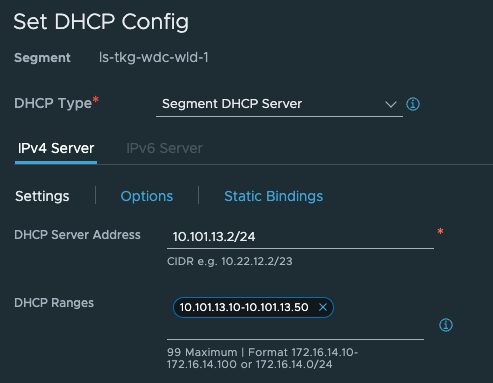 Set DHCP Config
Segment ls-tkg-wdc-wld-1
DHCP Type* Segment DHCP Server
IPv4 Server IPv6 Server
Settings Options Static Bindings
DHCP Server Address 10.101.13.2/24 *
CIDR e.g. 10.22.12.2/23
DHCP Ranges 10.101.13.10-10.101.13.50 ×
99 Maximum | Format 172.16.14.10-
172.16.14.100 or 172.16.14.0/24